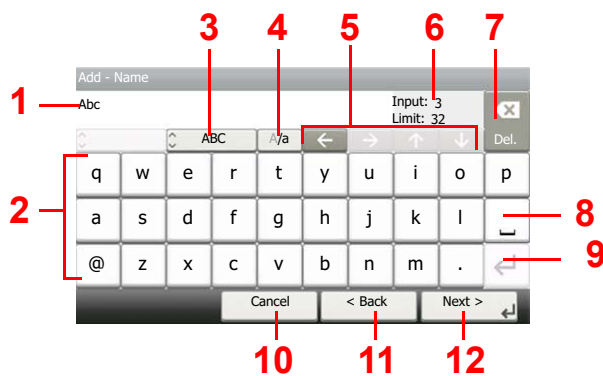 3 4 5 6 7
Add - Name
1 Abc Input: 3
Limit: 32
ABC A/a ← → ↑ ↓ Del.
2
q w e r t y u i o p
a s d f g h j k l 8
@ z x c v b n m . 9
Cancel < Back Next >
10 11 12